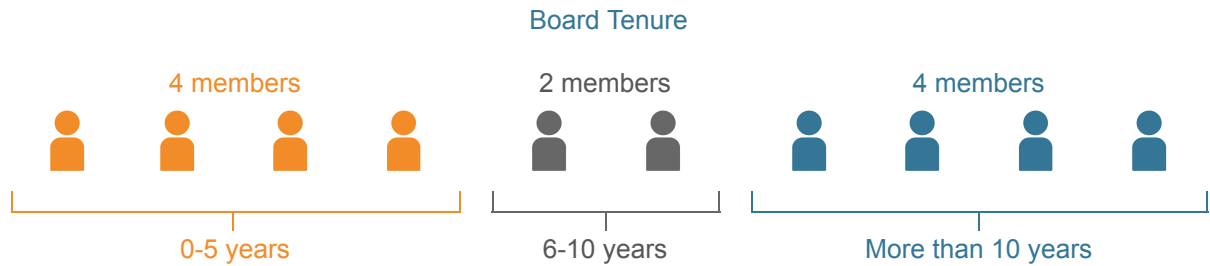 Board Tenure
4 members
2 members
4 members
0-5 years
6-10 years
More than 10 years